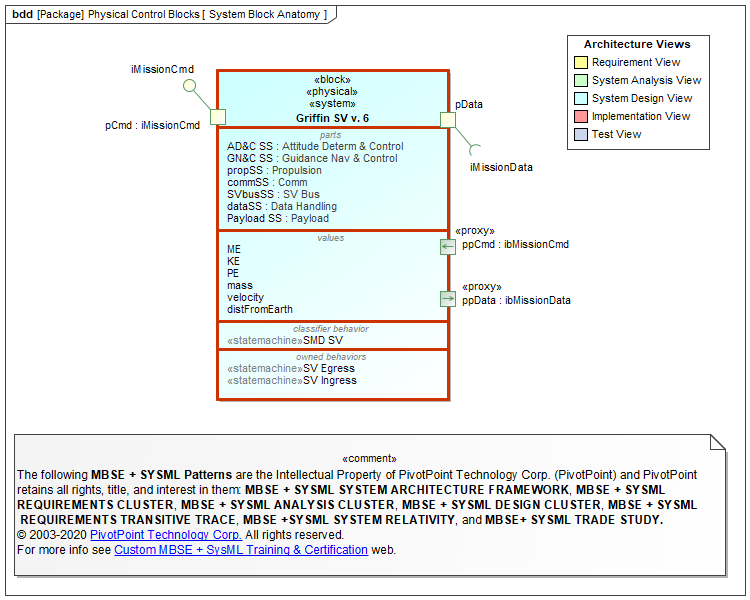 bdd [Package] Physical Control Blocks [ System Block Anatomy ]
Architecture Views
Requirement View
System Analysis View
System Design View
Implementation View
Test View
iMissionCmd
pCmd : iMissionCmd
«block»
«physical»
«system»
Griffin SV v. 6
pData
iMissionData
parts
AD&C SS : Attitude Determ & Control
GN&C SS : Guidance Nav & Control
propSS : Propulsion
commSS : Comm
SVbusSS : SV Bus
dataSS : Data Handling
Payload SS : Payload
values
ME
KE
PE
mass
velocity
distFromEarth
«proxy»
ppCmd : ibMissionCmd
«proxy»
ppData : ibMissionData
classifier behavior
«statemachine»SMD SV
owned behaviors
«statemachine»SV Egress
«statemachine»SV Ingress
«comment»
The following MBSE + SYSML Patterns are the Intellectual Property of PivotPoint Technology Corp. (PivotPoint) and PivotPoint
retains all rights, title, and interest in them: MBSE + SYSML SYSTEM ARCHITECTURE FRAMEWORK, MBSE + SYSML
REQUIREMENTS CLUSTER, MBSE + SYSML ANALYSIS CLUSTER, MBSE + SYSML DESIGN CLUSTER, MBSE + SYSML
REQUIREMENTS TRANSITIVE TRACE, MBSE +SYSML SYSTEM RELATIVITY, and MBSE+ SYSML TRADE STUDY.
© 2003-2020 PivotPoint Technology Corp. All rights reserved.
For more info see Custom MBSE + SysML Training & Certification web.